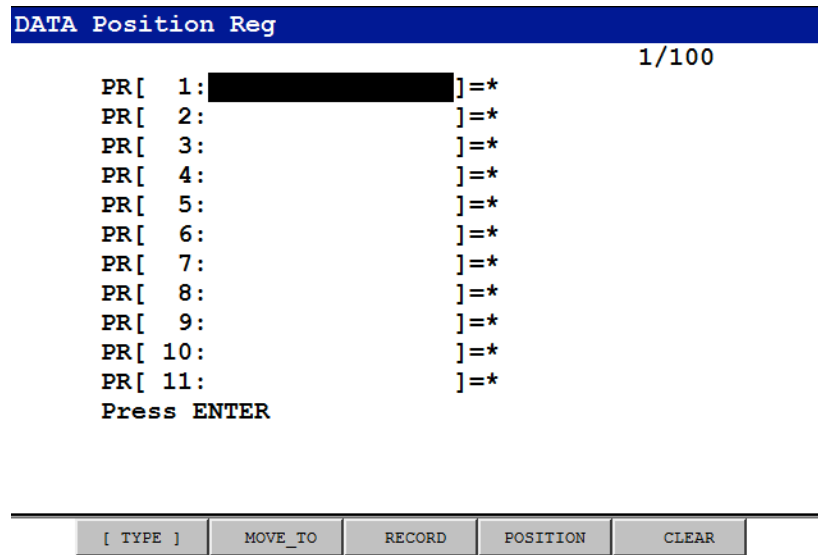 DATA Position Reg
1/100
PR[  1:                ]=*
PR[  2:                ]=*
PR[  3:                ]=*
PR[  4:                ]=*
PR[  5:                ]=*
PR[  6:                ]=*
PR[  7:                ]=*
PR[  8:                ]=*
PR[  9:                ]=*
PR[ 10:                ]=*
PR[ 11:                ]=*
Press ENTER
[ TYPE ] MOVE_TO RECORD POSITION CLEAR